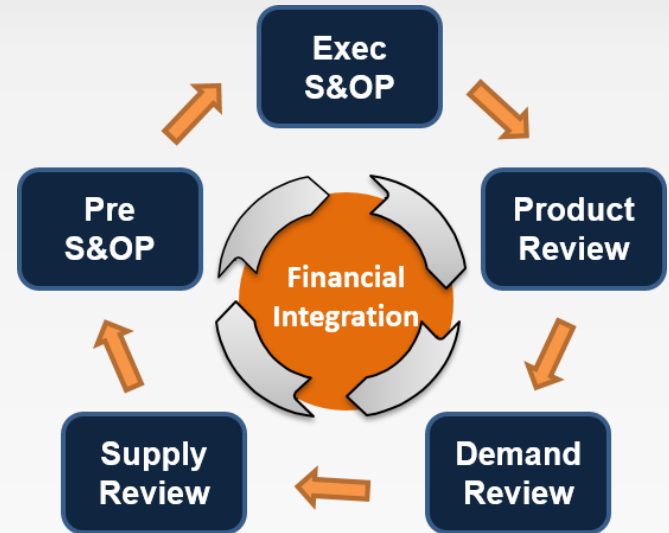 Exec
S&OP
Product
Review
Demand
Review
Supply
Review
Pre
S&OP
Financial
Integration